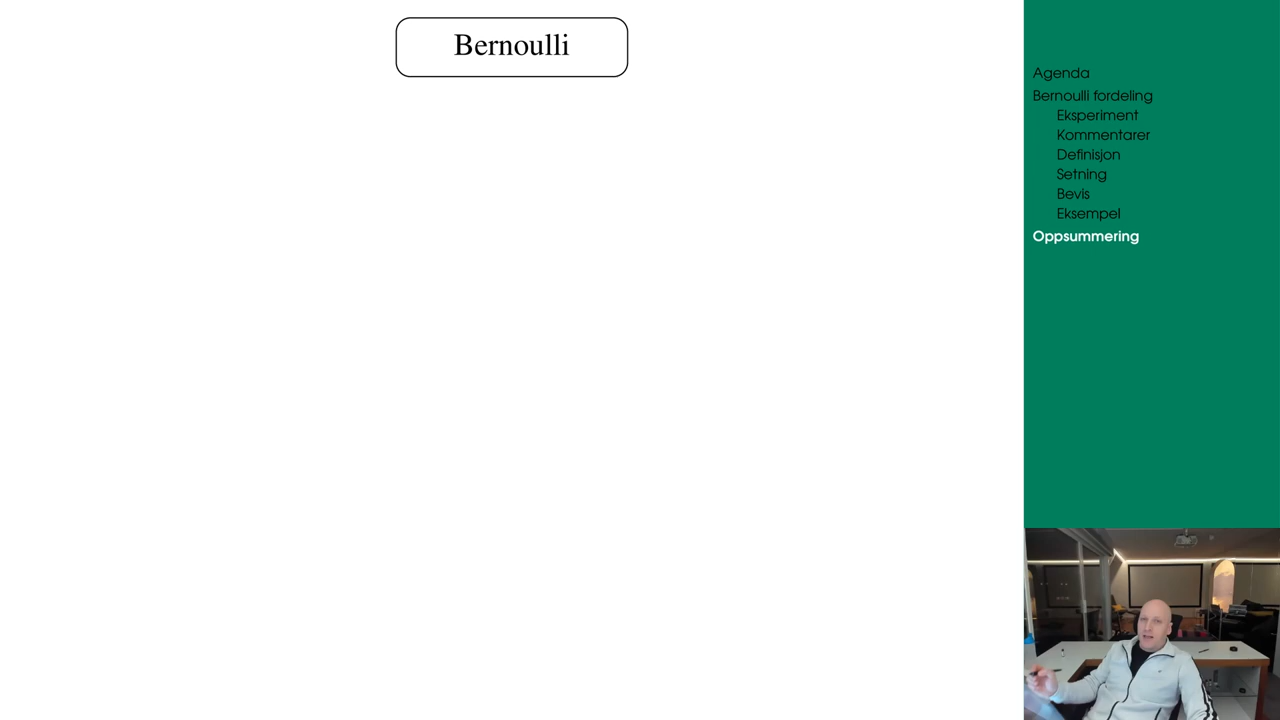 Bernoulli
Agenda
Bernoulli fordeling
Eksperiment
Kommentarer
Definisjon
Setning
Bevis
Eksempel
Oppsummering